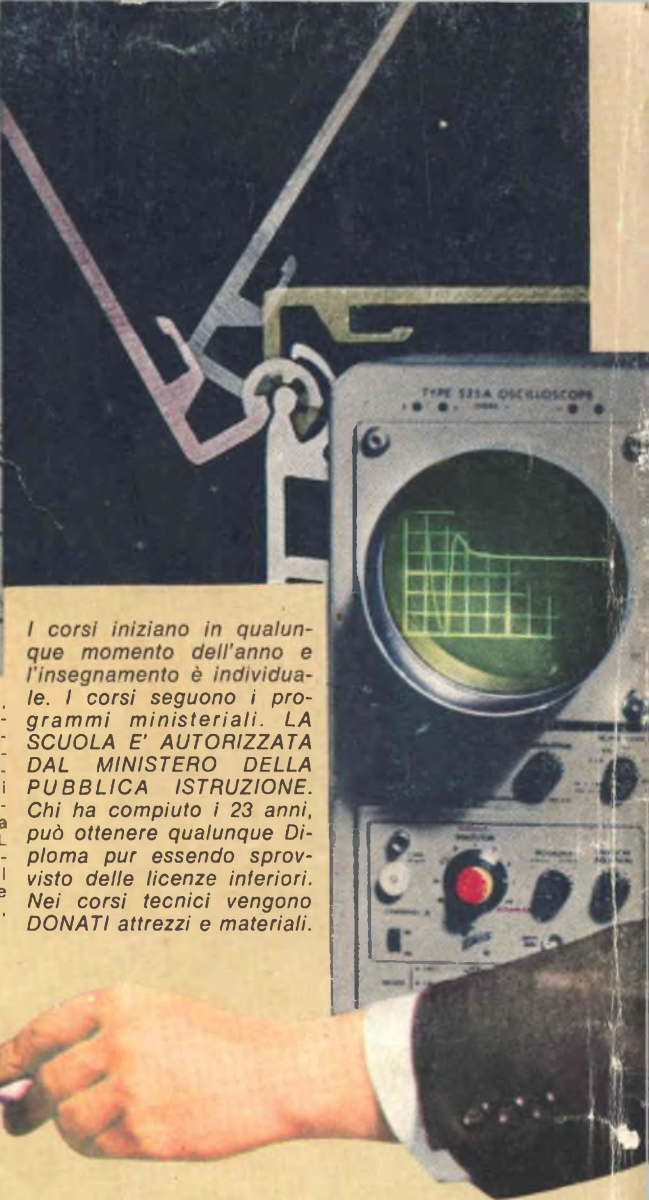 TYPE 535A OSCILLOSCOPE
I corsi iniziano in qualun-
que momento dell'anno e
l'insegnamento è individua-
le. I corsi seguono i pro-
grammi ministeriali. LA
SCUOLA E' AUTORIZZATA
DAL MINISTERO DELLA
PUBBLICA ISTRUZIONE.
Chi ha compiuto i 23 anni,
può ottenere qualunque Di-
ploma pur essendo sprov-
visto delle licenze inferiori.
Nei corsi tecnici vengono
DONATI attrezzi e materiali.